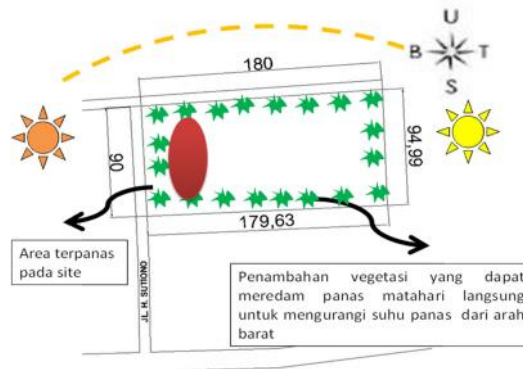 U
B T
S
180
90
94,99
179,63
Area terpanas
pada site
JL. H. SUTIONO
Penambahan vegetasi yang dapat
meredam panas matahari langsung
untuk mengurangi suhu panas dari arah
barat